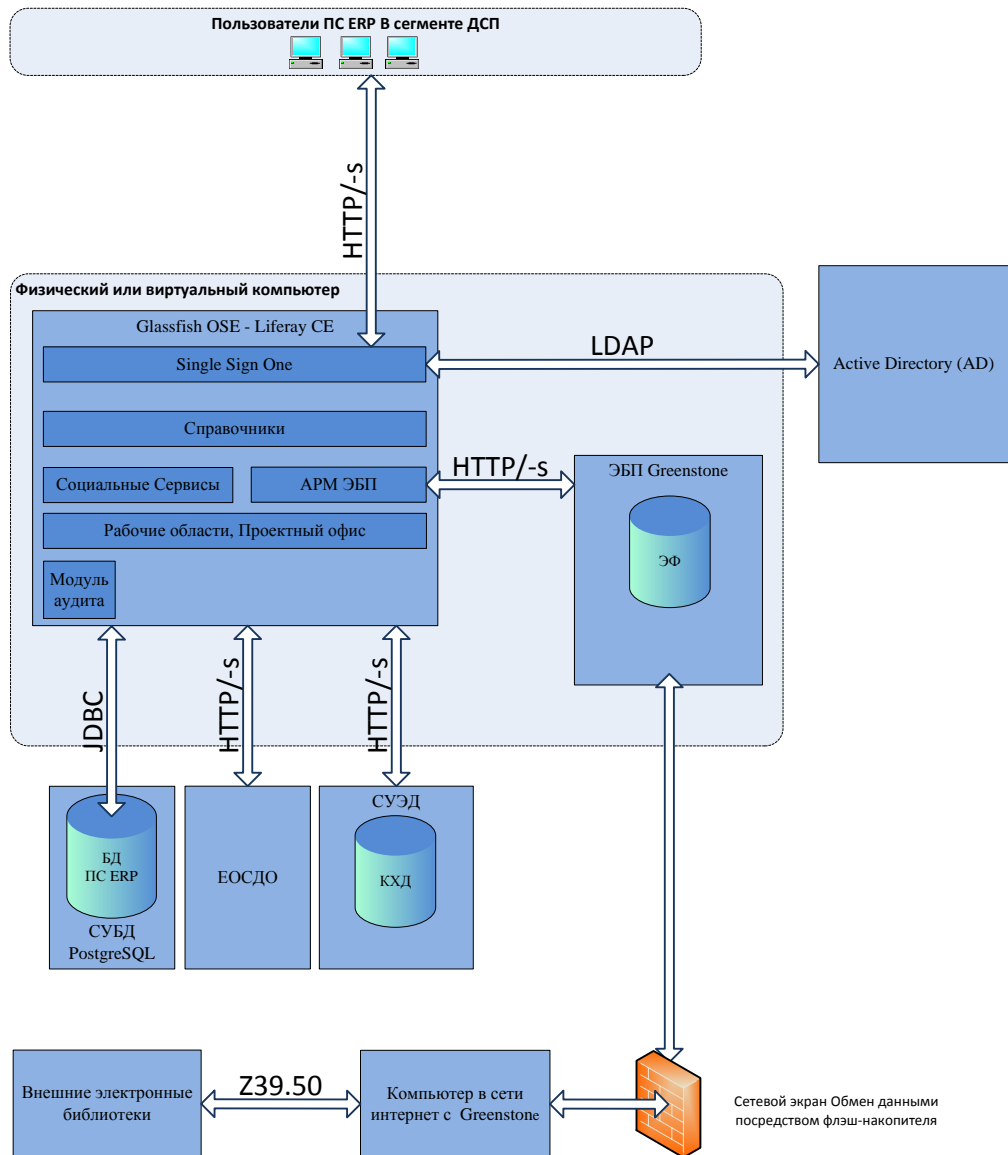 Пользователи ПС ERP В сегменте ДСП
HTTP/-s
Физический или виртуальный компьютер
Glassfish OSE - Liferay CE
Single Sign One
LDAP
Active Directory (AD)
Справочники
Социальные Сервисы
АРМ ЭБП
HTTP/-s
ЭБП Greenstone
ЭФ
Рабочие области, Проектный офис
Модуль
аудита
JDBC
HTTP/-s
HTTP/-s
БД
ПС ERP
СУБД
PostgreSQL
ЕОСДО
СУЭД
КХД
Внешние электронные
библиотеки
Z39.50
Компьютер в сети
интернет с Greenstone
Сетевой экран Обмен данными
посредством флэш-накопителя